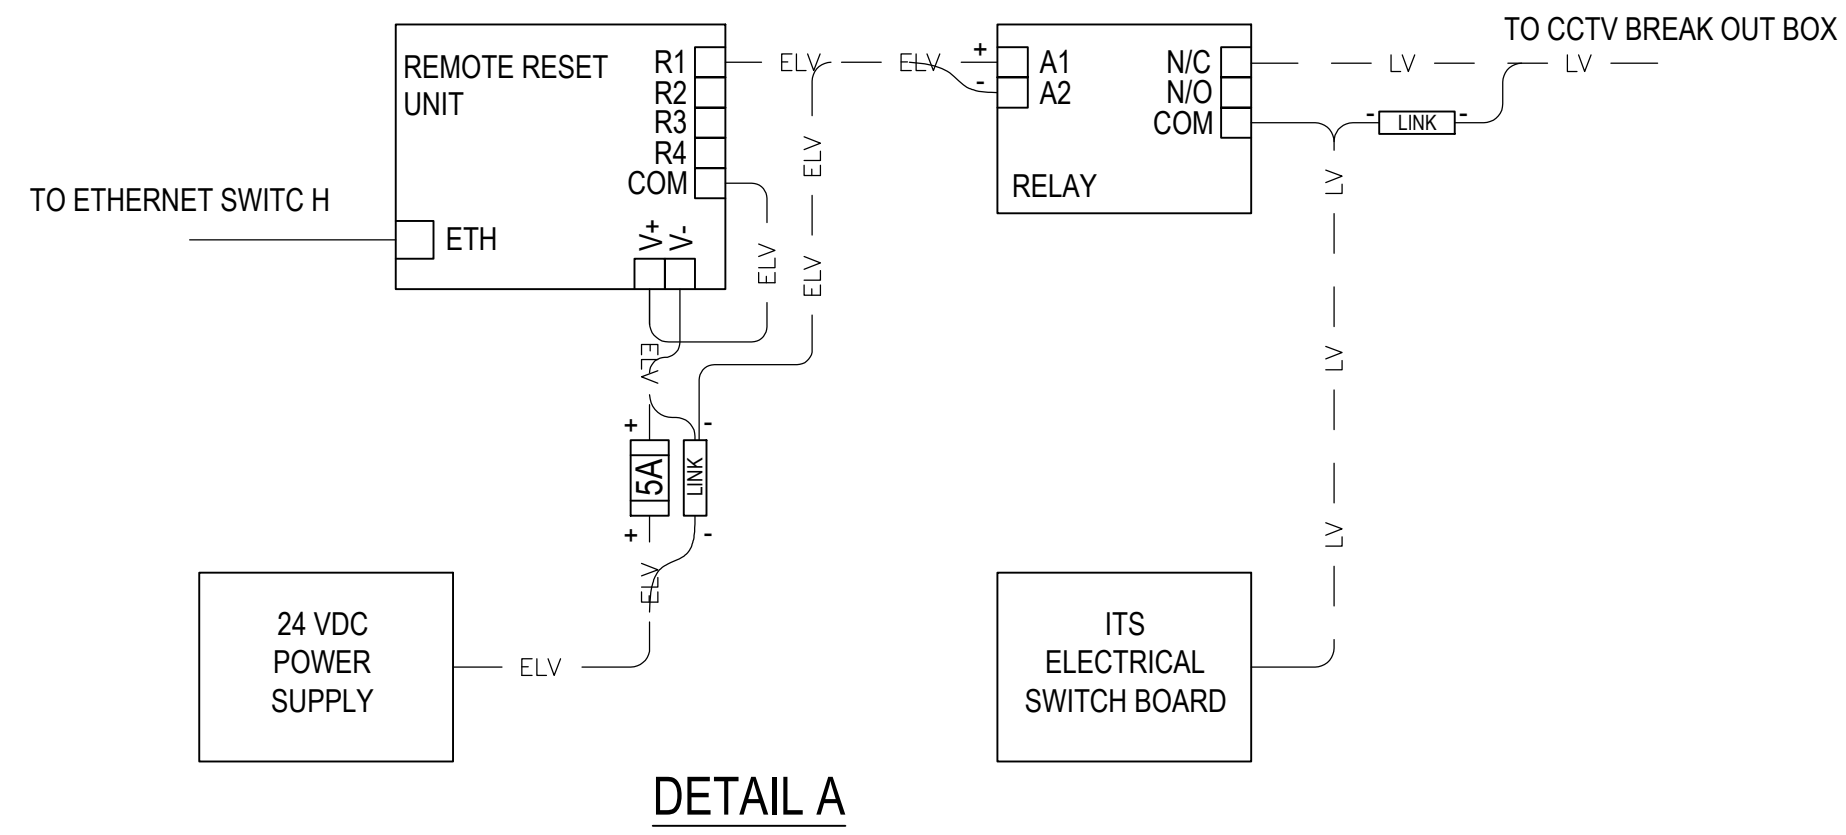 TO CCTV BREAK OUT BOX
REMOTE RESET
UNIT
R1
R2
R3
R4
COM
ELV
ELV
+
-
A1
A2
N/C
N/O
COM
RELAY
LV
LV
- LINK -
TO ETHERNET SWITC H
ETH
V+
V-
ELV
ELV
ELV
LV
ELV
LV
+
-
5A
LINK
+
-
LV
ELV
24 VDC
POWER
SUPPLY
ELV
ITS
ELECTRICAL
SWITCH BOARD
DETAIL A